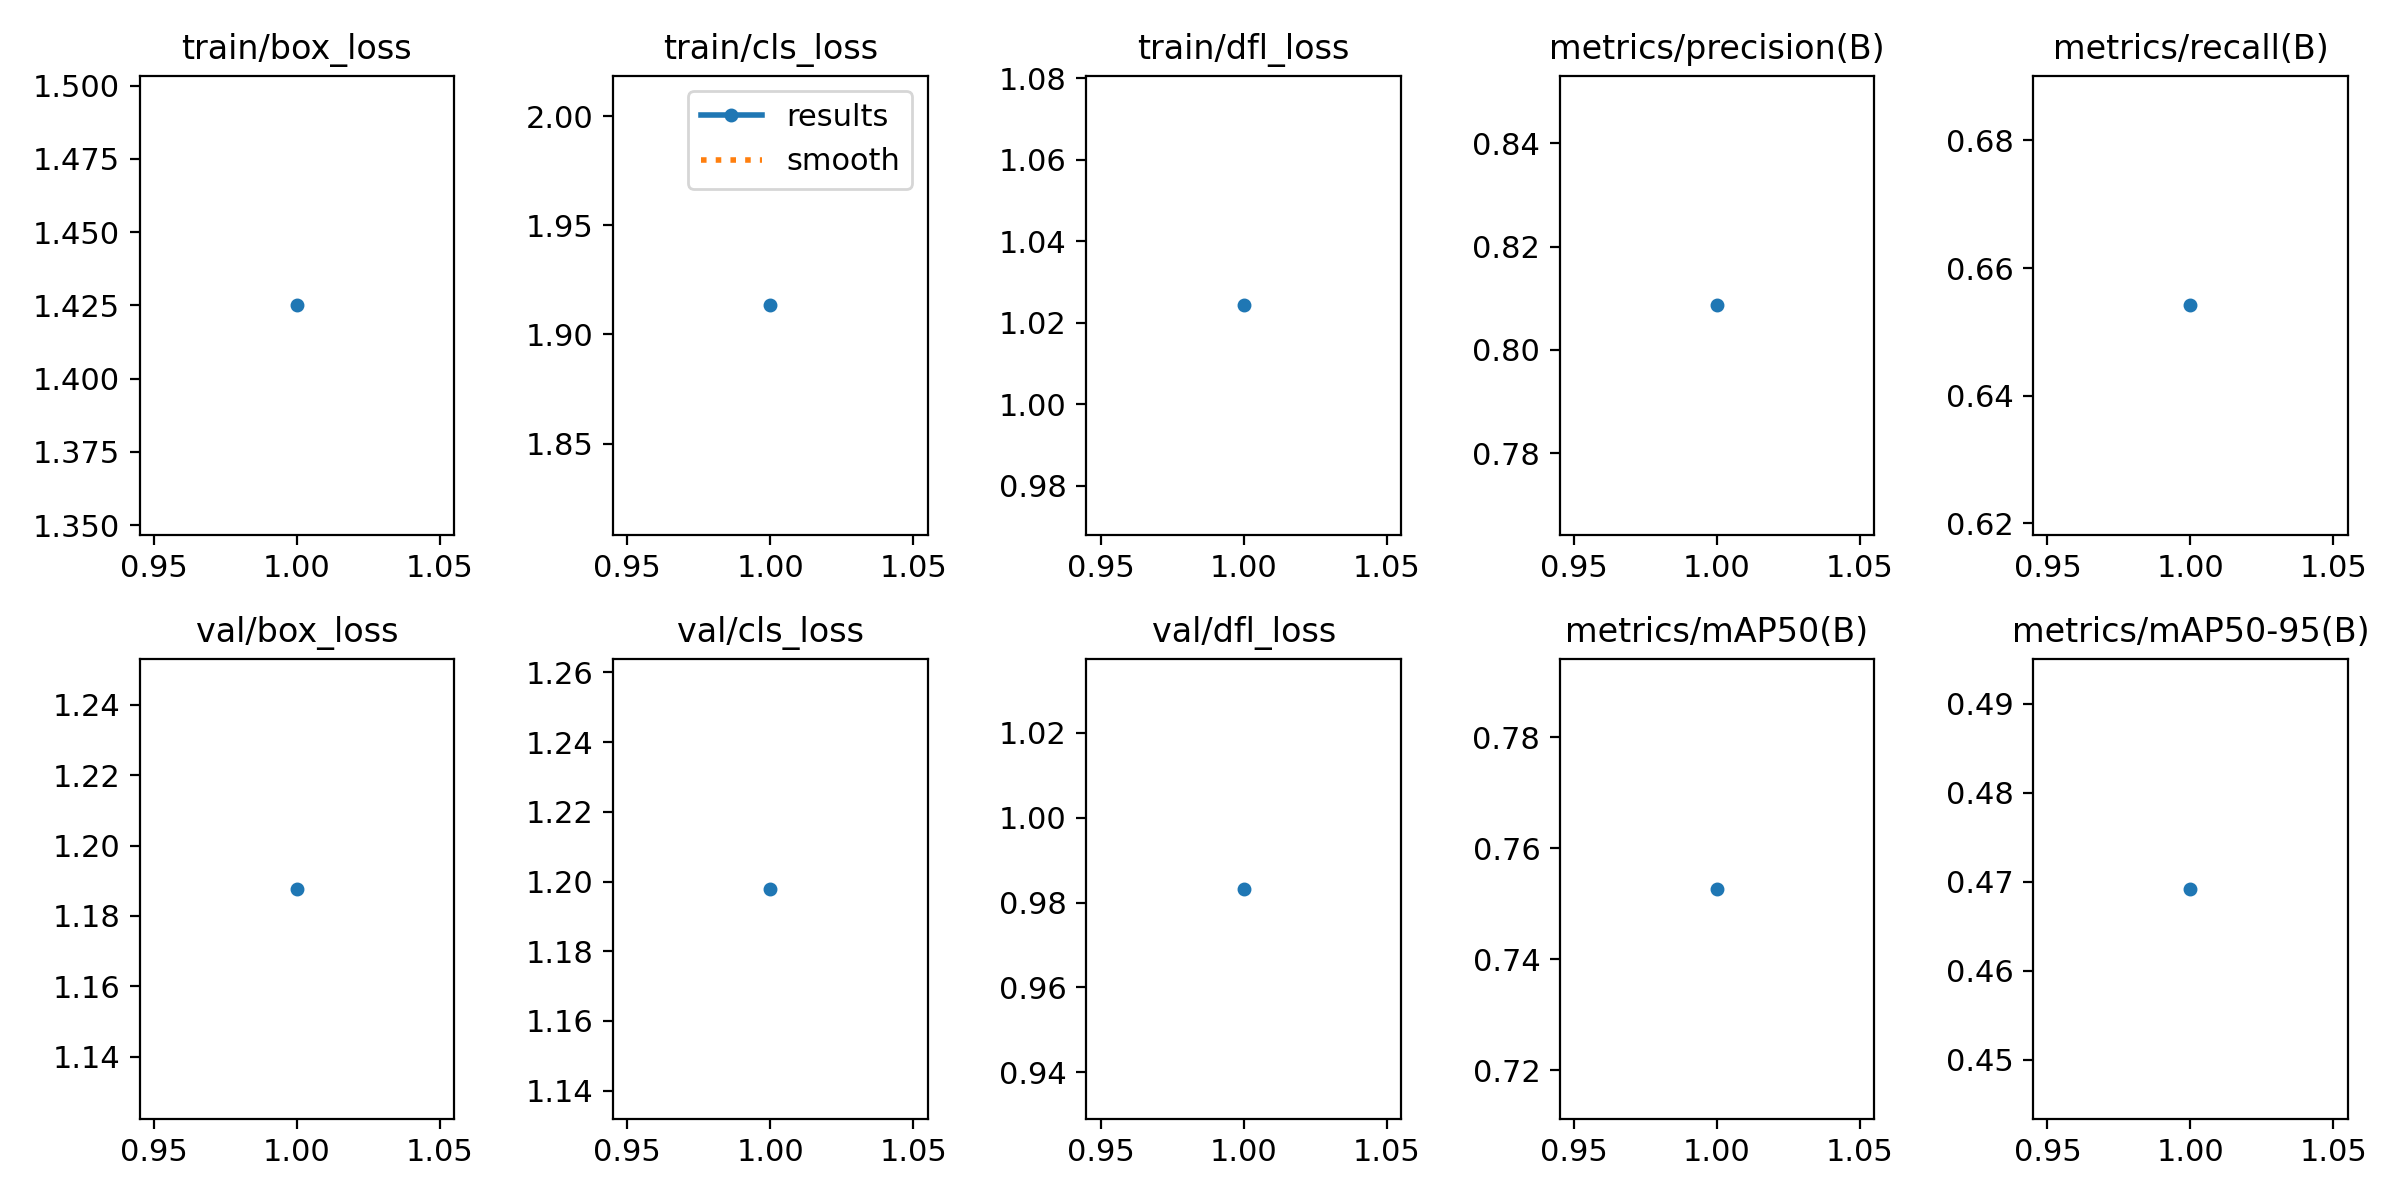 train/box_loss
1.500
1.475
1.450
1.425
1.400
1.375
1.350
0.95 1.00 1.05
train/cls_loss
results
smooth
2.00
1.95
1.90
1.85
0.95 1.00 1.05
train/dfl_loss
1.08
1.06
1.04
1.02
1.00
0.98
0.95 1.00 1.05
metrics/precision(B)
0.84
0.82
0.80
0.78
0.95 1.00 1.05
metrics/recall(B)
0.68
0.66
0.64
0.62
0.95 1.00 1.05
val/box_loss
1.24
1.22
1.20
1.18
1.16
1.14
0.95 1.00 1.05
val/cls_loss
1.26
1.24
1.22
1.20
1.18
1.16
1.14
0.95 1.00 1.05
val/dfl_loss
1.02
1.00
0.98
0.96
0.94
0.95 1.00 1.05
metrics/mAP50(B)
0.78
0.76
0.74
0.72
0.95 1.00 1.05
metrics/mAP50-95(B)
0.49
0.48
0.47
0.46
0.45
0.95 1.00 1.05